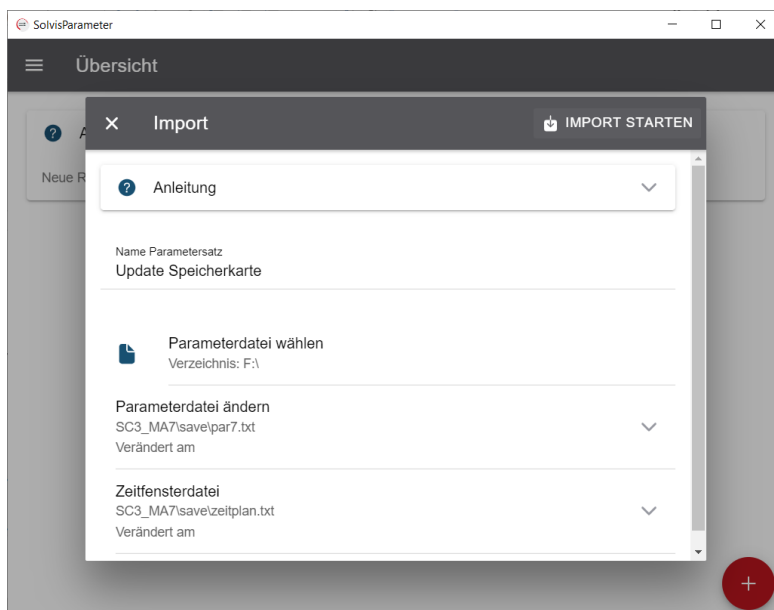 SolvisParameter
Übersicht
Import
IMPORT STARTEN
Neue R
Anleitung
Name Parametersatz
Update Speicherkarte
Parameterdatei wählen
Verzeichnis: F:\
Parameterdatei ändern
SC3_MA7\save\par7.txt
Verändert am
Zeitfensterdatei
SC3_MA7\save\zeitplan.txt
Verändert am